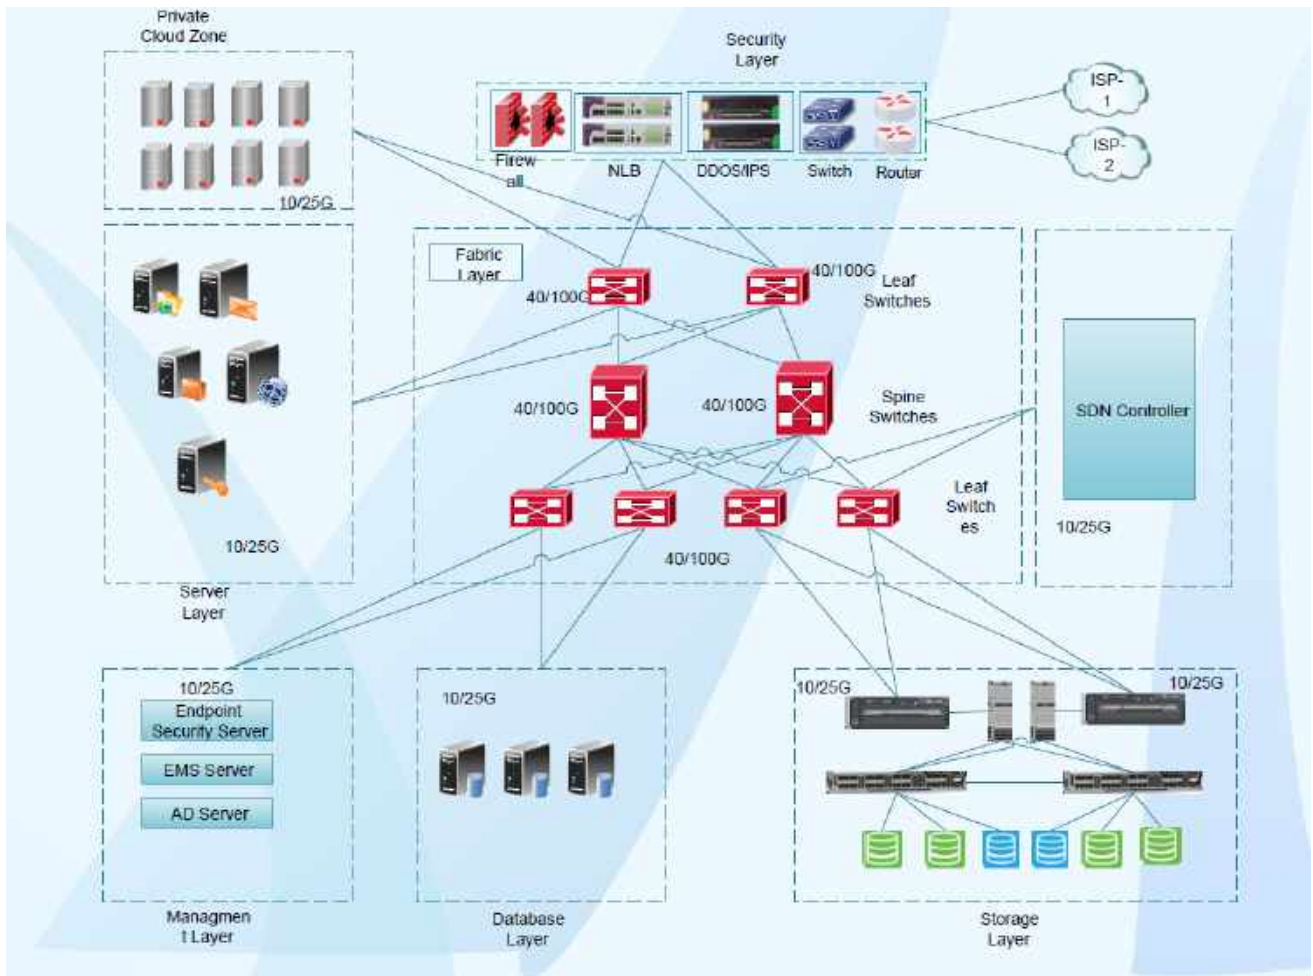 Private
Cloud Zone
10/25G
Security
Layer
Firew
all
NLB
DDOS/IPS
Switch
Router
ISP-
1
ISP-
2
Fabric
Layer
40/100G
40/100G
Leaf
Switches
40/100G
40/100G
Spine
Switches
Leaf
Switch
es
40/100G
SDN Controller
10/25G
10/25G
Server
Layer
10/25G
Endpoint
Security Server
EMS Server
AD Server
Managmen
t Layer
10/25G
Database
Layer
10/25G
10/25G
Storage
Layer